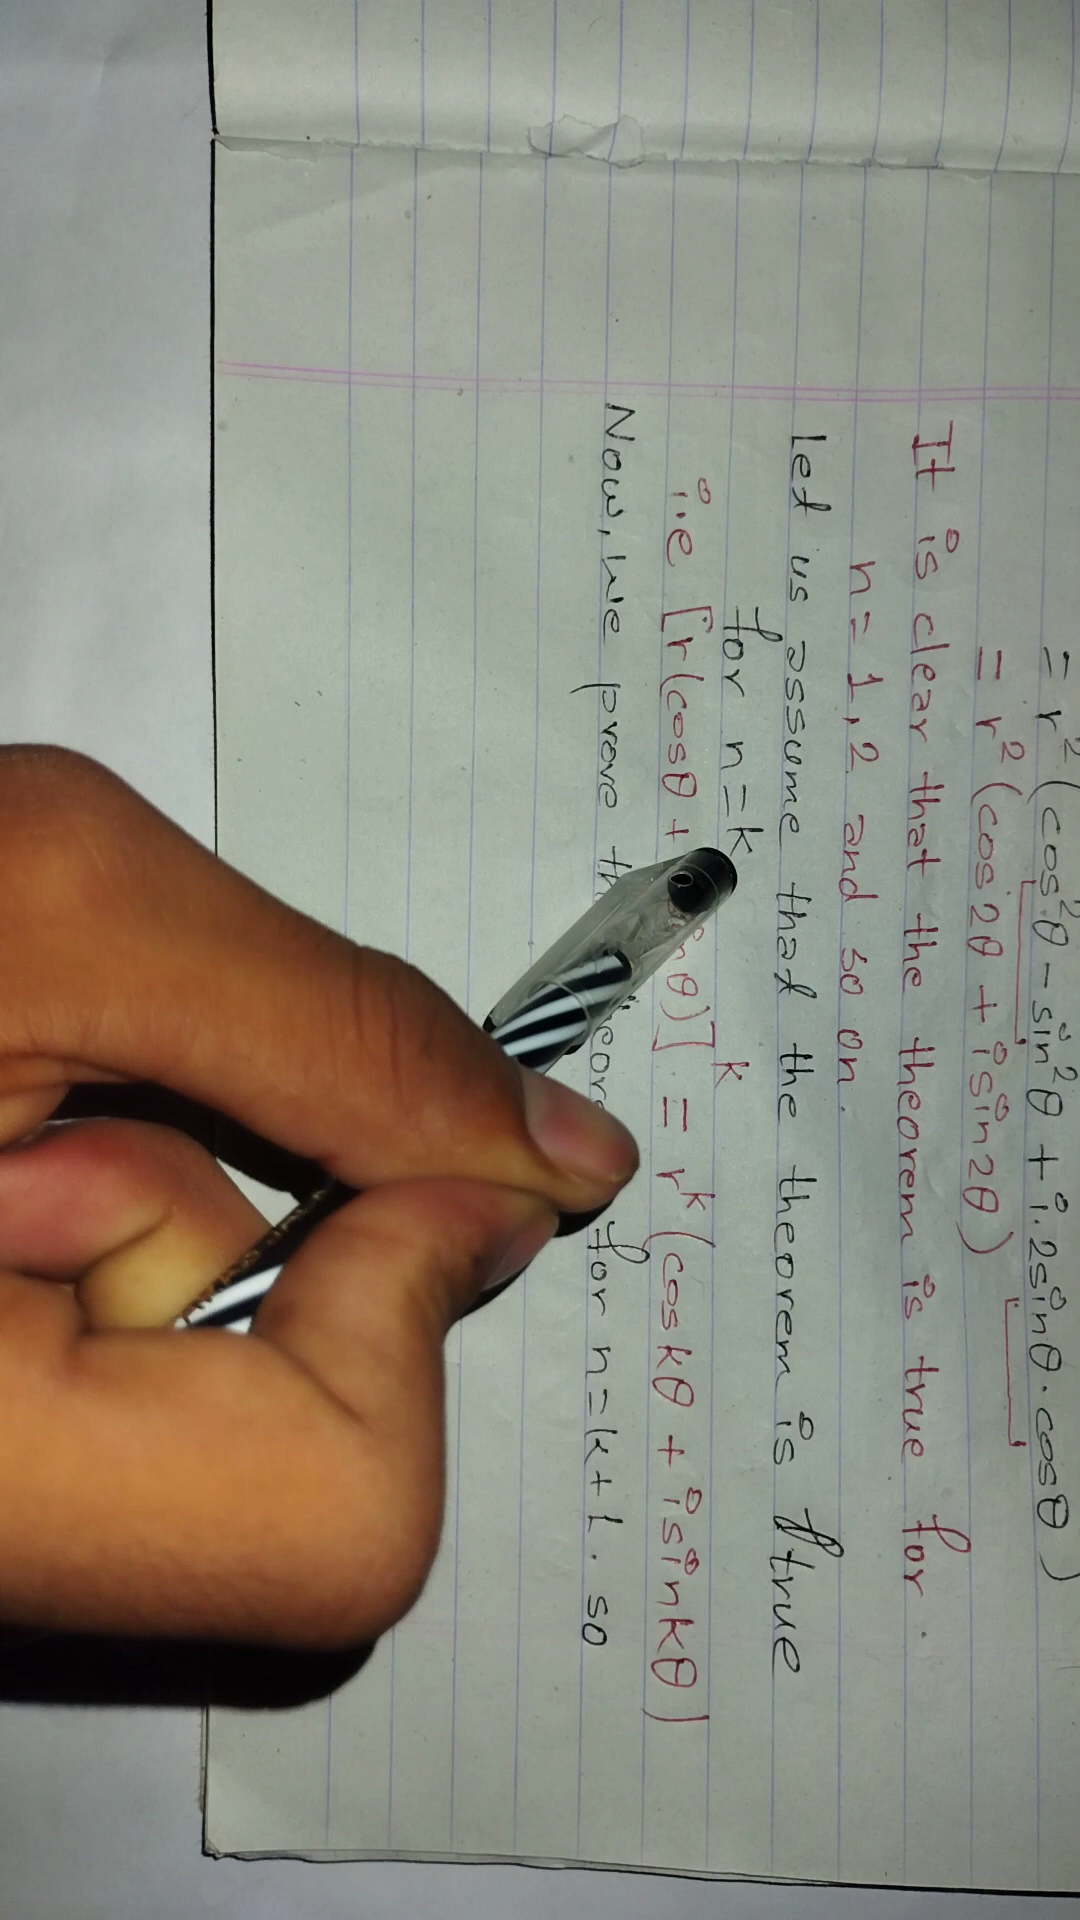 = r²(cos²θ - sin²θ + i.2sinθ.cosθ)
= r²(cos2θ + isin2θ)
It is clear that the theorem is true for.
n = 1, 2 and so on.
Let us assume that the theorem is true
for n = k
i.e [r(cosθ + inθ)]ᵏ = rᵏ(coskθ + isinkθ)
Now, we prove for n = k + 1. so